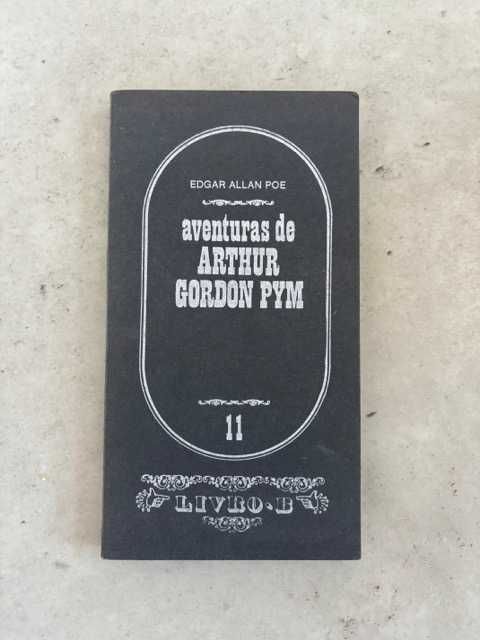 EDGAR ALLAN POE
aventuras de
ARTHUR
GORDON PYM
11
LIVRO-B